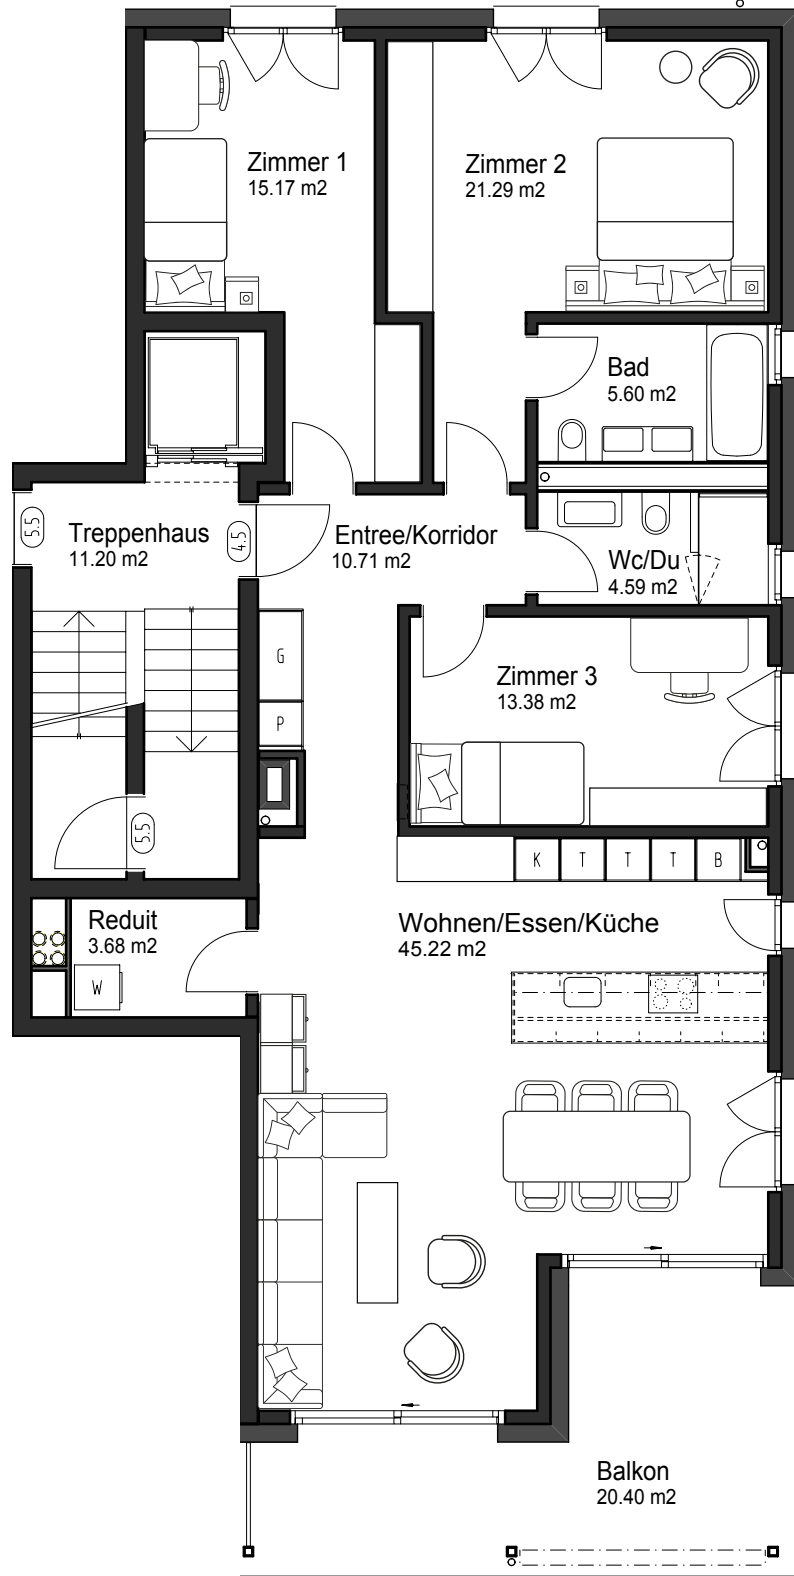 Zimmer 1
15.17 m2
Zimmer 2
21.29 m2
Bad
5.60 m2
5.5
Treppenhaus
11.20 m2
4.5
Entree/Korridor
10.71 m2
Wc/Du
4.59 m2
G
P
Zimmer 3
13.38 m2
5.5
K
T
T
T
B
Reduit
3.68 m2
W
Wohnen/Essen/Küche
45.22 m2
Balkon
20.40 m2